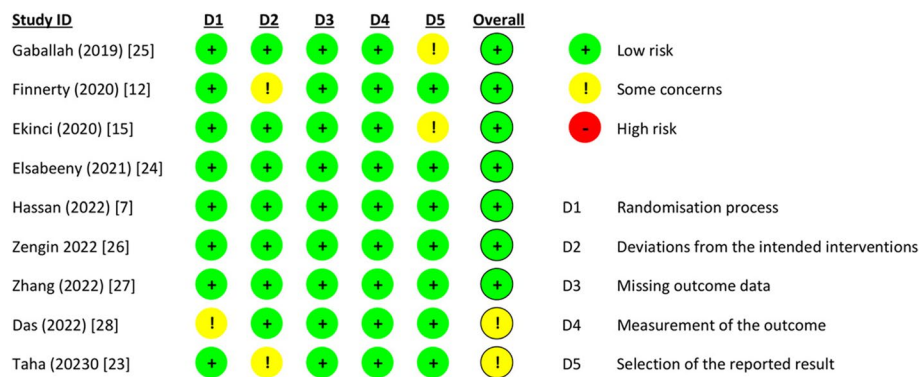 Study ID D1 D2 D3 D4 D5 Overall
Gaballah (2019) [25] + + + + ! + + Low risk
Finnerty (2020) [12] + ! + + + + ! Some concerns
Ekinci (2020) [15] + + + + ! + - High risk
Elsabeeny (2021) [24] + + + + + +
Hassan (2022) [7] + + + + + + D1 Randomisation process
Zengin 2022 [26] + + + + + + D2 Deviations from the intended interventions
Zhang (2022) [27] + + + + + + D3 Missing outcome data
Das (2022) [28] ! + + + + ! D4 Measurement of the outcome
Taha (20230 [23] + ! + + + ! D5 Selection of the reported result